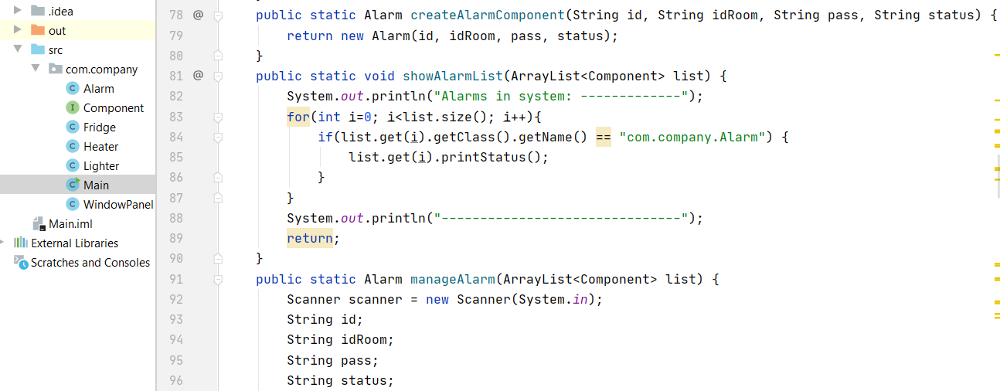 .idea
out
src
com.company
C Alarm
I Component
C Fridge
C Heater
C Lighter
C Main
C WindowPanel
Main.iml
External Libraries
Scratches and Consoles
78 @ public static Alarm createAlarmComponent(String id, String idRoom, String pass, String status) {
79 return new Alarm(id, idRoom, pass, status);
80 }
81 @ public static void showAlarmList(ArrayList<Component> list) {
82 System.out.println("Alarms in system: -------------");
83 for(int i=0; i<list.size(); i++){
84 if(list.get(i).getClass().getName() == "com.company.Alarm") {
85 list.get(i).printStatus();
86 }
87 }
88 System.out.println("-------------------------------");
89 return;
90 }
91 public static Alarm manageAlarm(ArrayList<Component> list) {
92 Scanner scanner = new Scanner(System.in);
93 String id;
94 String idRoom;
95 String pass;
96 String status;